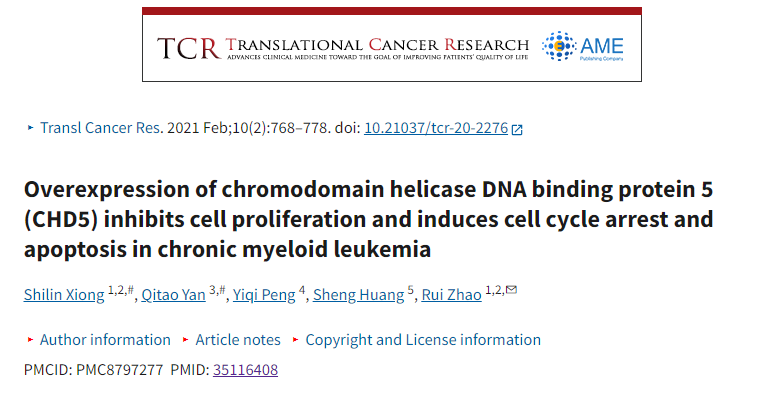 TCR TRANSLATIONAL CANCER RESEARCH
ADVANCES CLINICAL MEDICINE TOWARD THE GOAL OF IMPROVING PATIENTS' QUALITY OF LIFE
AME
Publishing Company
Transl Cancer Res. 2021 Feb;10(2):768–778. doi: 10.21037/tcr-20-2276
Overexpression of chromodomain helicase DNA binding protein 5
(CHD5) inhibits cell proliferation and induces cell cycle arrest and
apoptosis in chronic myeloid leukemia
Shilin Xiong 1,2,#, Qitao Yan 3,#, Yiqi Peng 4, Sheng Huang 5, Rui Zhao 1,2,✉
▸ Author information ▸ Article notes ▸ Copyright and License information
PMCID: PMC8797277 PMID: 35116408